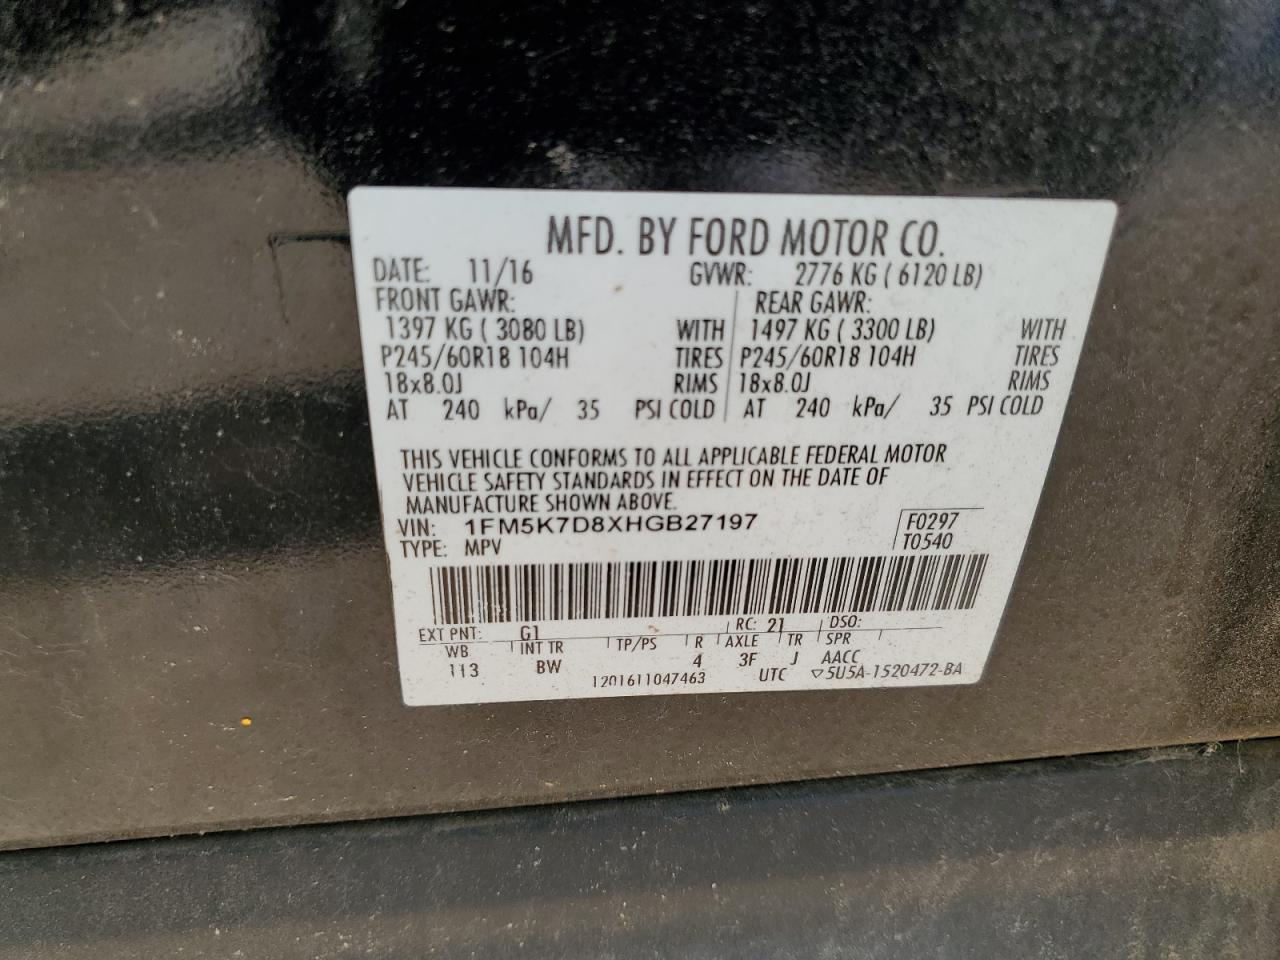 MFD. BY FORD MOTOR CO.
DATE: 11/16 GVWR: 2776 KG ( 6120 LB)
FRONT GAWR: REAR GAWR:
1397 KG ( 3080 LB) WITH 1497 KG ( 3300 LB) WITH
P245/60R18 104H TIRES P245/60R18 104H TIRES
18x8.0J RIMS 18x8.0J RIMS
AT 240 kPa/ 35 PSI COLD AT 240 kPa/ 35 PSI COLD
THIS VEHICLE CONFORMS TO ALL APPLICABLE FEDERAL MOTOR
VEHICLE SAFETY STANDARDS IN EFFECT ON THE DATE OF
MANUFACTURE SHOWN ABOVE.
VIN: 1FM5K7D8XHGB27197 F0297
TYPE: MPV T0540
EXT PNT: G1 RC: 21 DSO:
WB INT TR TP/PS R AXLE TR SPR
113 BW 4 3F J AACC
1201611047463 UTC ▽5U5A-1520472-BA